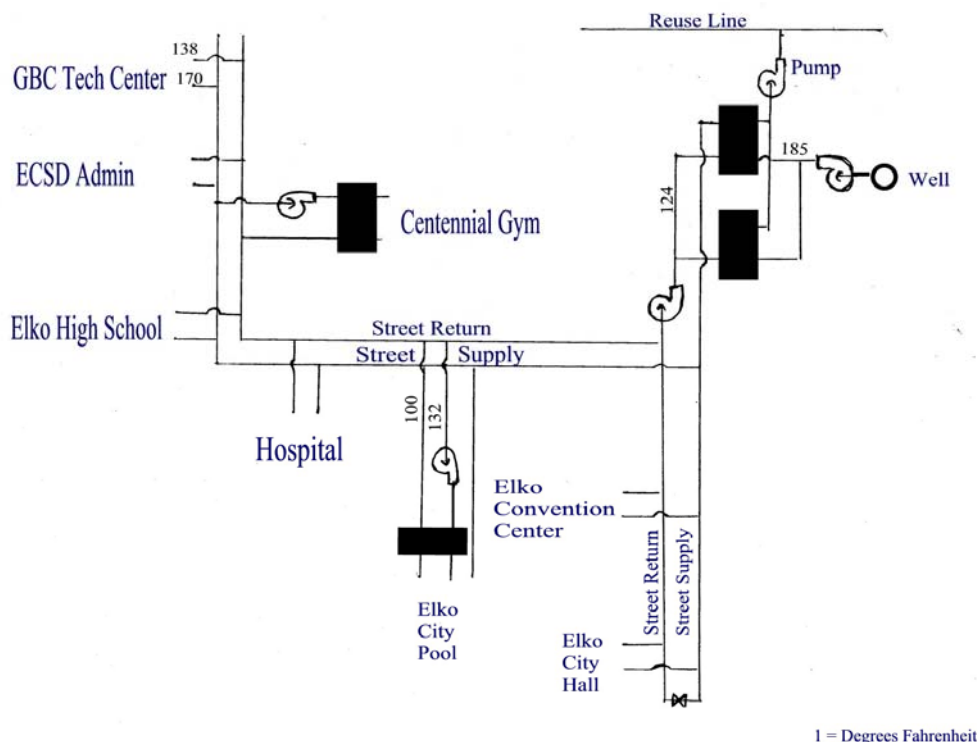 Reuse Line
138
GBC Tech Center
170
Pump
185
ECSD Admin
Well
124
Centennial Gym
Elko High School
Street Return
Street Supply
100
132
Hospital
Elko
Convention
Center
Street Return
Street Supply
Elko
City
Pool
Elko
City
Hall
1 = Degrees Fahrenheit